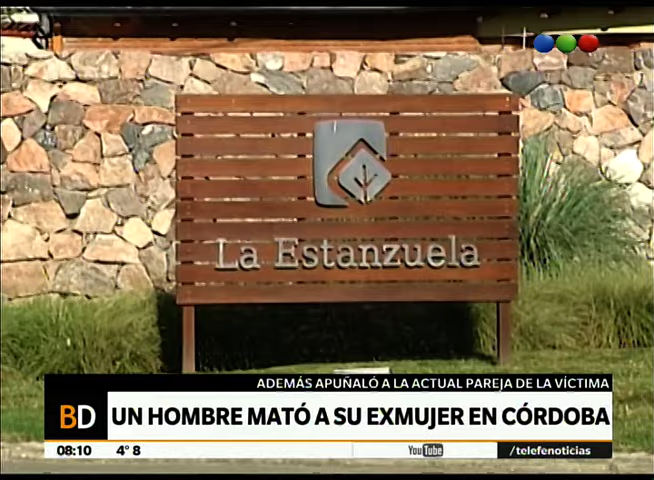 La Estanzuela
ADEMÁS APUÑALÓ A LA ACTUAL PAREJA DE LA VÍCTIMA
BD
UN HOMBRE MATÓ A SU EXMUJER EN CÓRDOBA
08:10 4° 8 YouTube /telefenoticias